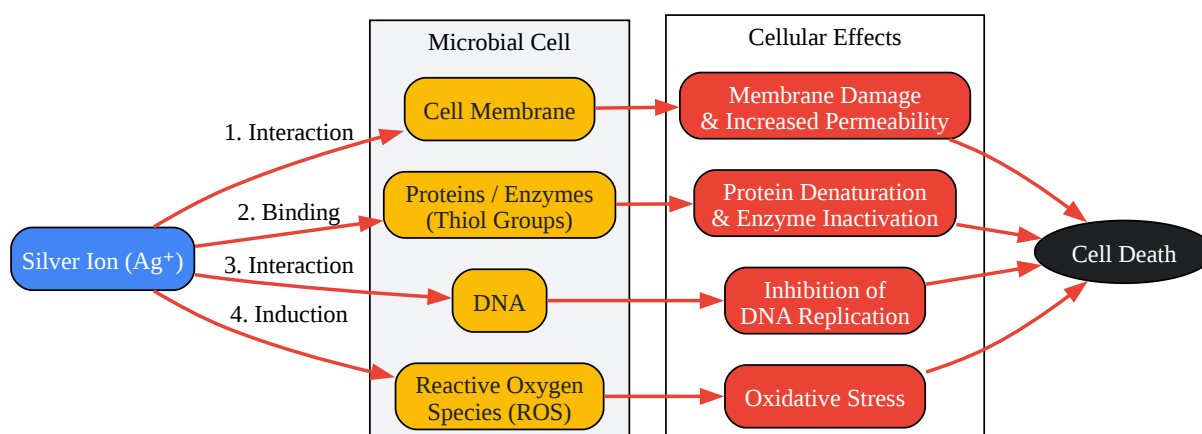 Microbial Cell
Cellular Effects
Cell Membrane
Membrane Damage
& Increased Permeability
1. Interaction
Proteins / Enzymes
(Thiol Groups)
Protein Denaturation
& Enzyme Inactivation
2. Binding
Silver Ion (Ag⁺)
3. Interaction
Cell Death
DNA
Inhibition of
DNA Replication
4. Induction
Reactive Oxygen
Species (ROS)
Oxidative Stress